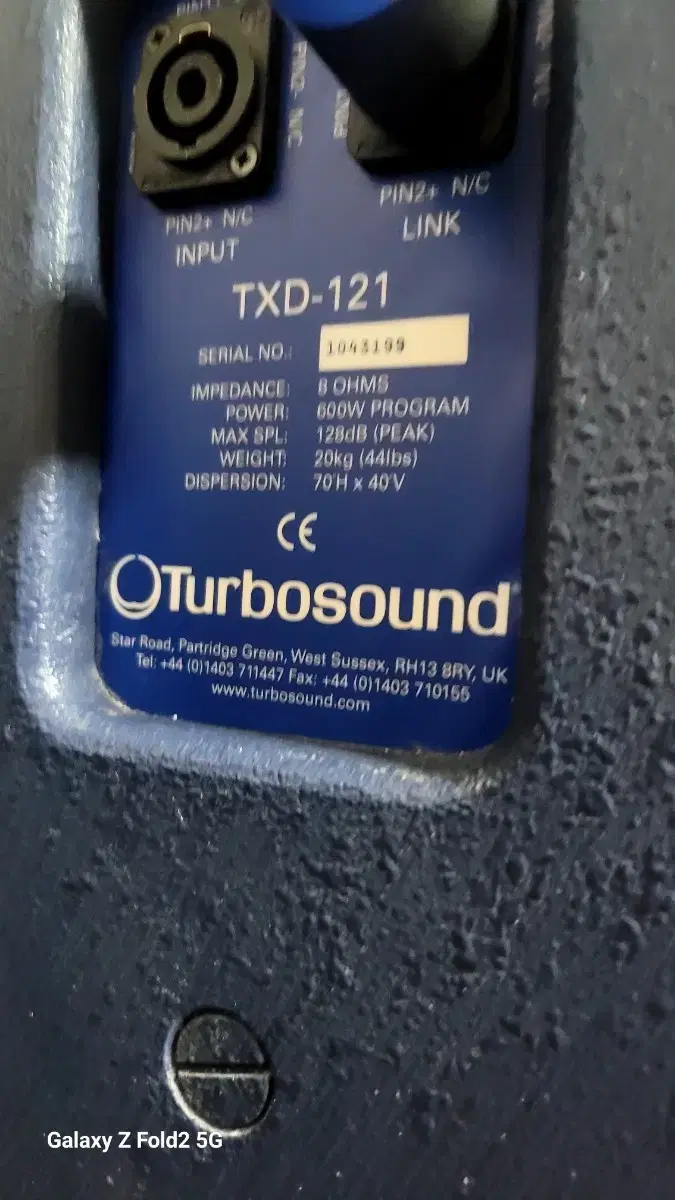 PIN2- N/C
PIN2+ N/C
INPUT
PIN2+ N/C
LINK
TXD-121
SERIAL NO.: 1043199
IMPEDANCE: 8 OHMS
POWER: 600W PROGRAM
MAX SPL: 128dB (PEAK)
WEIGHT: 20kg (44lbs)
DISPERSION: 70°H x 40°V
CE
Turbosound
Star Road, Partridge Green, West Sussex, RH13 8RY, UK
Tel: +44 (0)1403 711447 Fax: +44 (0)1403 710155
www.turbosound.com
Galaxy Z Fold2 5G